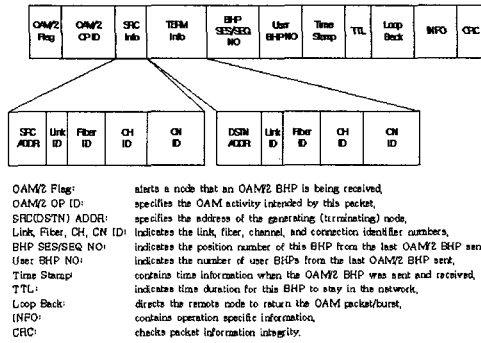 OAM/2 Flag
OAM/2 OP ID
SRC Info
TERM Info
BHP SES/SEQ NO
User BHP NO
Time Stamp
TTL
Loop Back
INFO
CRC
SRC ADDR
Link ID
Fiber ID
CH ID
CN ID
DSTN ADDR
Link ID
Fiber ID
CH ID
CN ID
OAM/2 Flag: alerts a node that an OAM/2 BHP is being received,
OAM/2 OP ID: specifies the OAM activity intended by this packet,
SRC(DSTN) ADDR: specifies the address of the generating (terminating) node,
Link, Fiber, CH, CN ID: indicates the link, fiber, channel, and connection identifier numbers,
BHP SES/SEQ NO: indicates the position number of this BHP from the last OAM/2 BHP sen
User BHP NO: indicates the number of user BHPs from the last OAM/2 BHP sent,
Time Stamp: contains time information when the OAM/2 BHP was sent and received,
TTL: indicates time duration for this BHP to stay in the network,
Loop Back: directs the remote node to return the OAM packet/burst,
INFO: contains operation specific information,
CRC: checks packet information integrity.